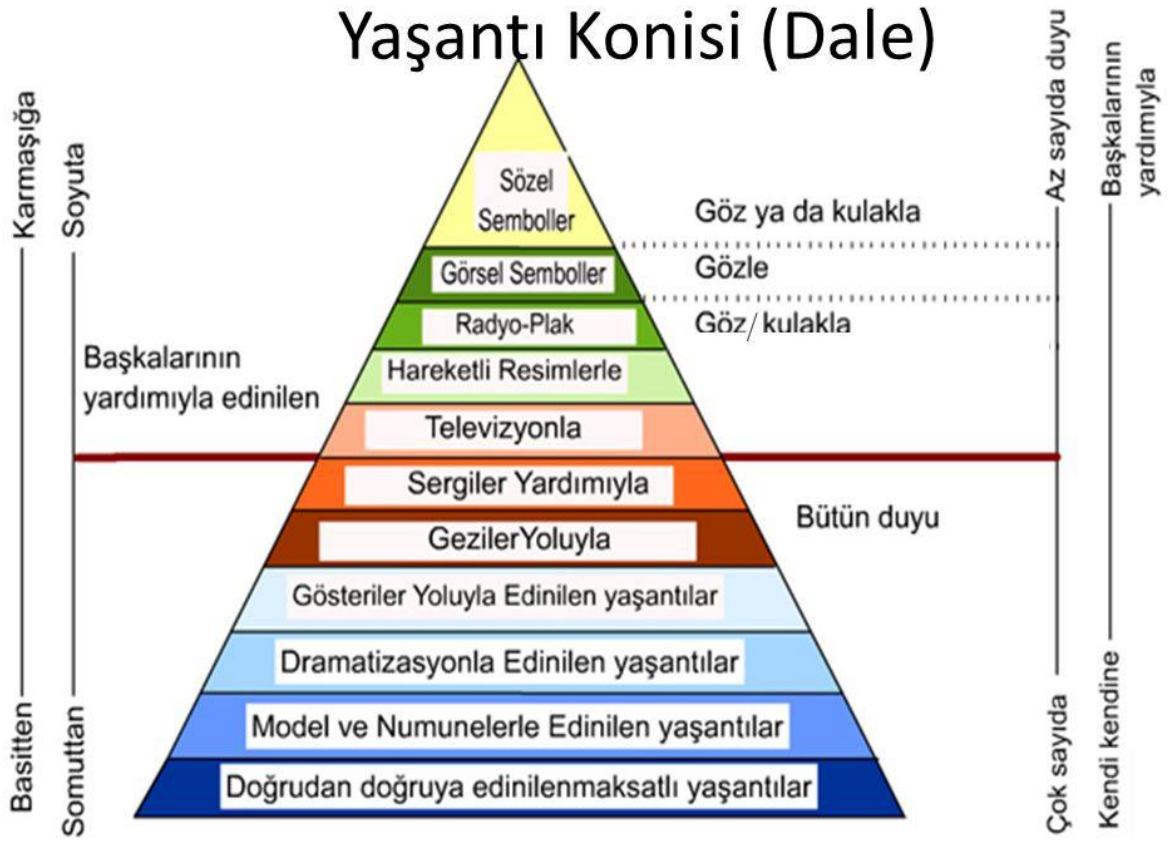 Yaşantı Konisi (Dale)
Karmaşığa
Soyuta
Az sayıda duyu
Başkalarının
yardımıyla
Sözel
Semboller
Göz ya da kulakla
Görsel Semboller
Gözle
Radyo-Plak
Göz/ kulakla
Başkalarının
yardımıyla edinilen
Hareketli Resimlerle
Televizyonla
Sergiler Yardımıyla
Bütün duyu
GezilerYoluyla
Gösteriler Yoluyla Edinilen yaşantılar
Dramatizasyonla Edinilen yaşantılar
Model ve Numunelerle Edinilen yaşantılar
Doğrudan doğruya edinilenmaksatlı yaşantılar
Basitten
Somuttan
Çok sayıda
Kendi kendine